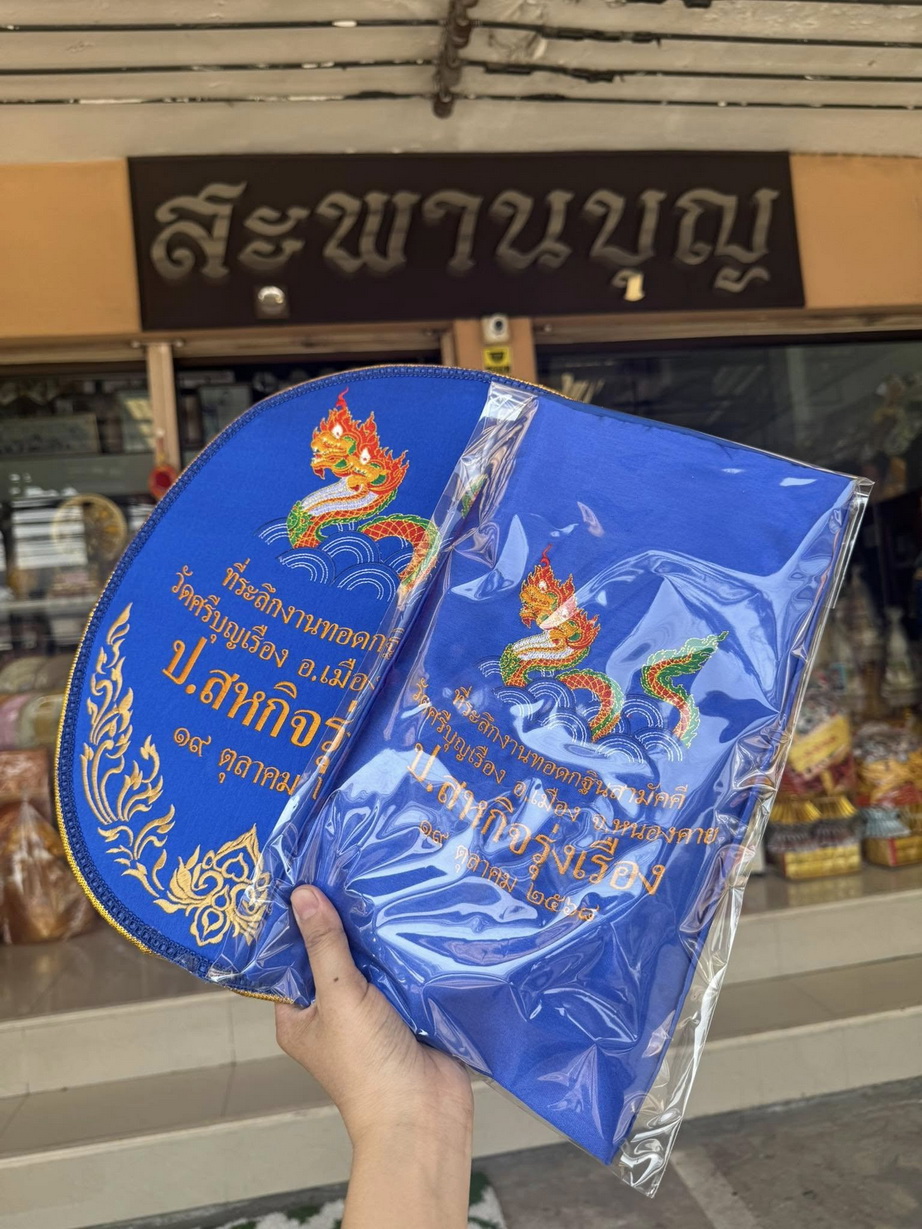 สะพานบุญ
ที่ระลึกงานทอดกฐิ
วัดศรีบุญเรือง อ.เมือง
ป.สหกิจรุ่
๑๙ ตุลาคม
ที่ระลึกงานทอดกฐินสามัคคี
วัดศรีบุญเรือง อ.เมือง จ.หนองคาย
ป.สหกิจรุ่งเรือง
๑๙ ตุลาคม ๒๕๖๘